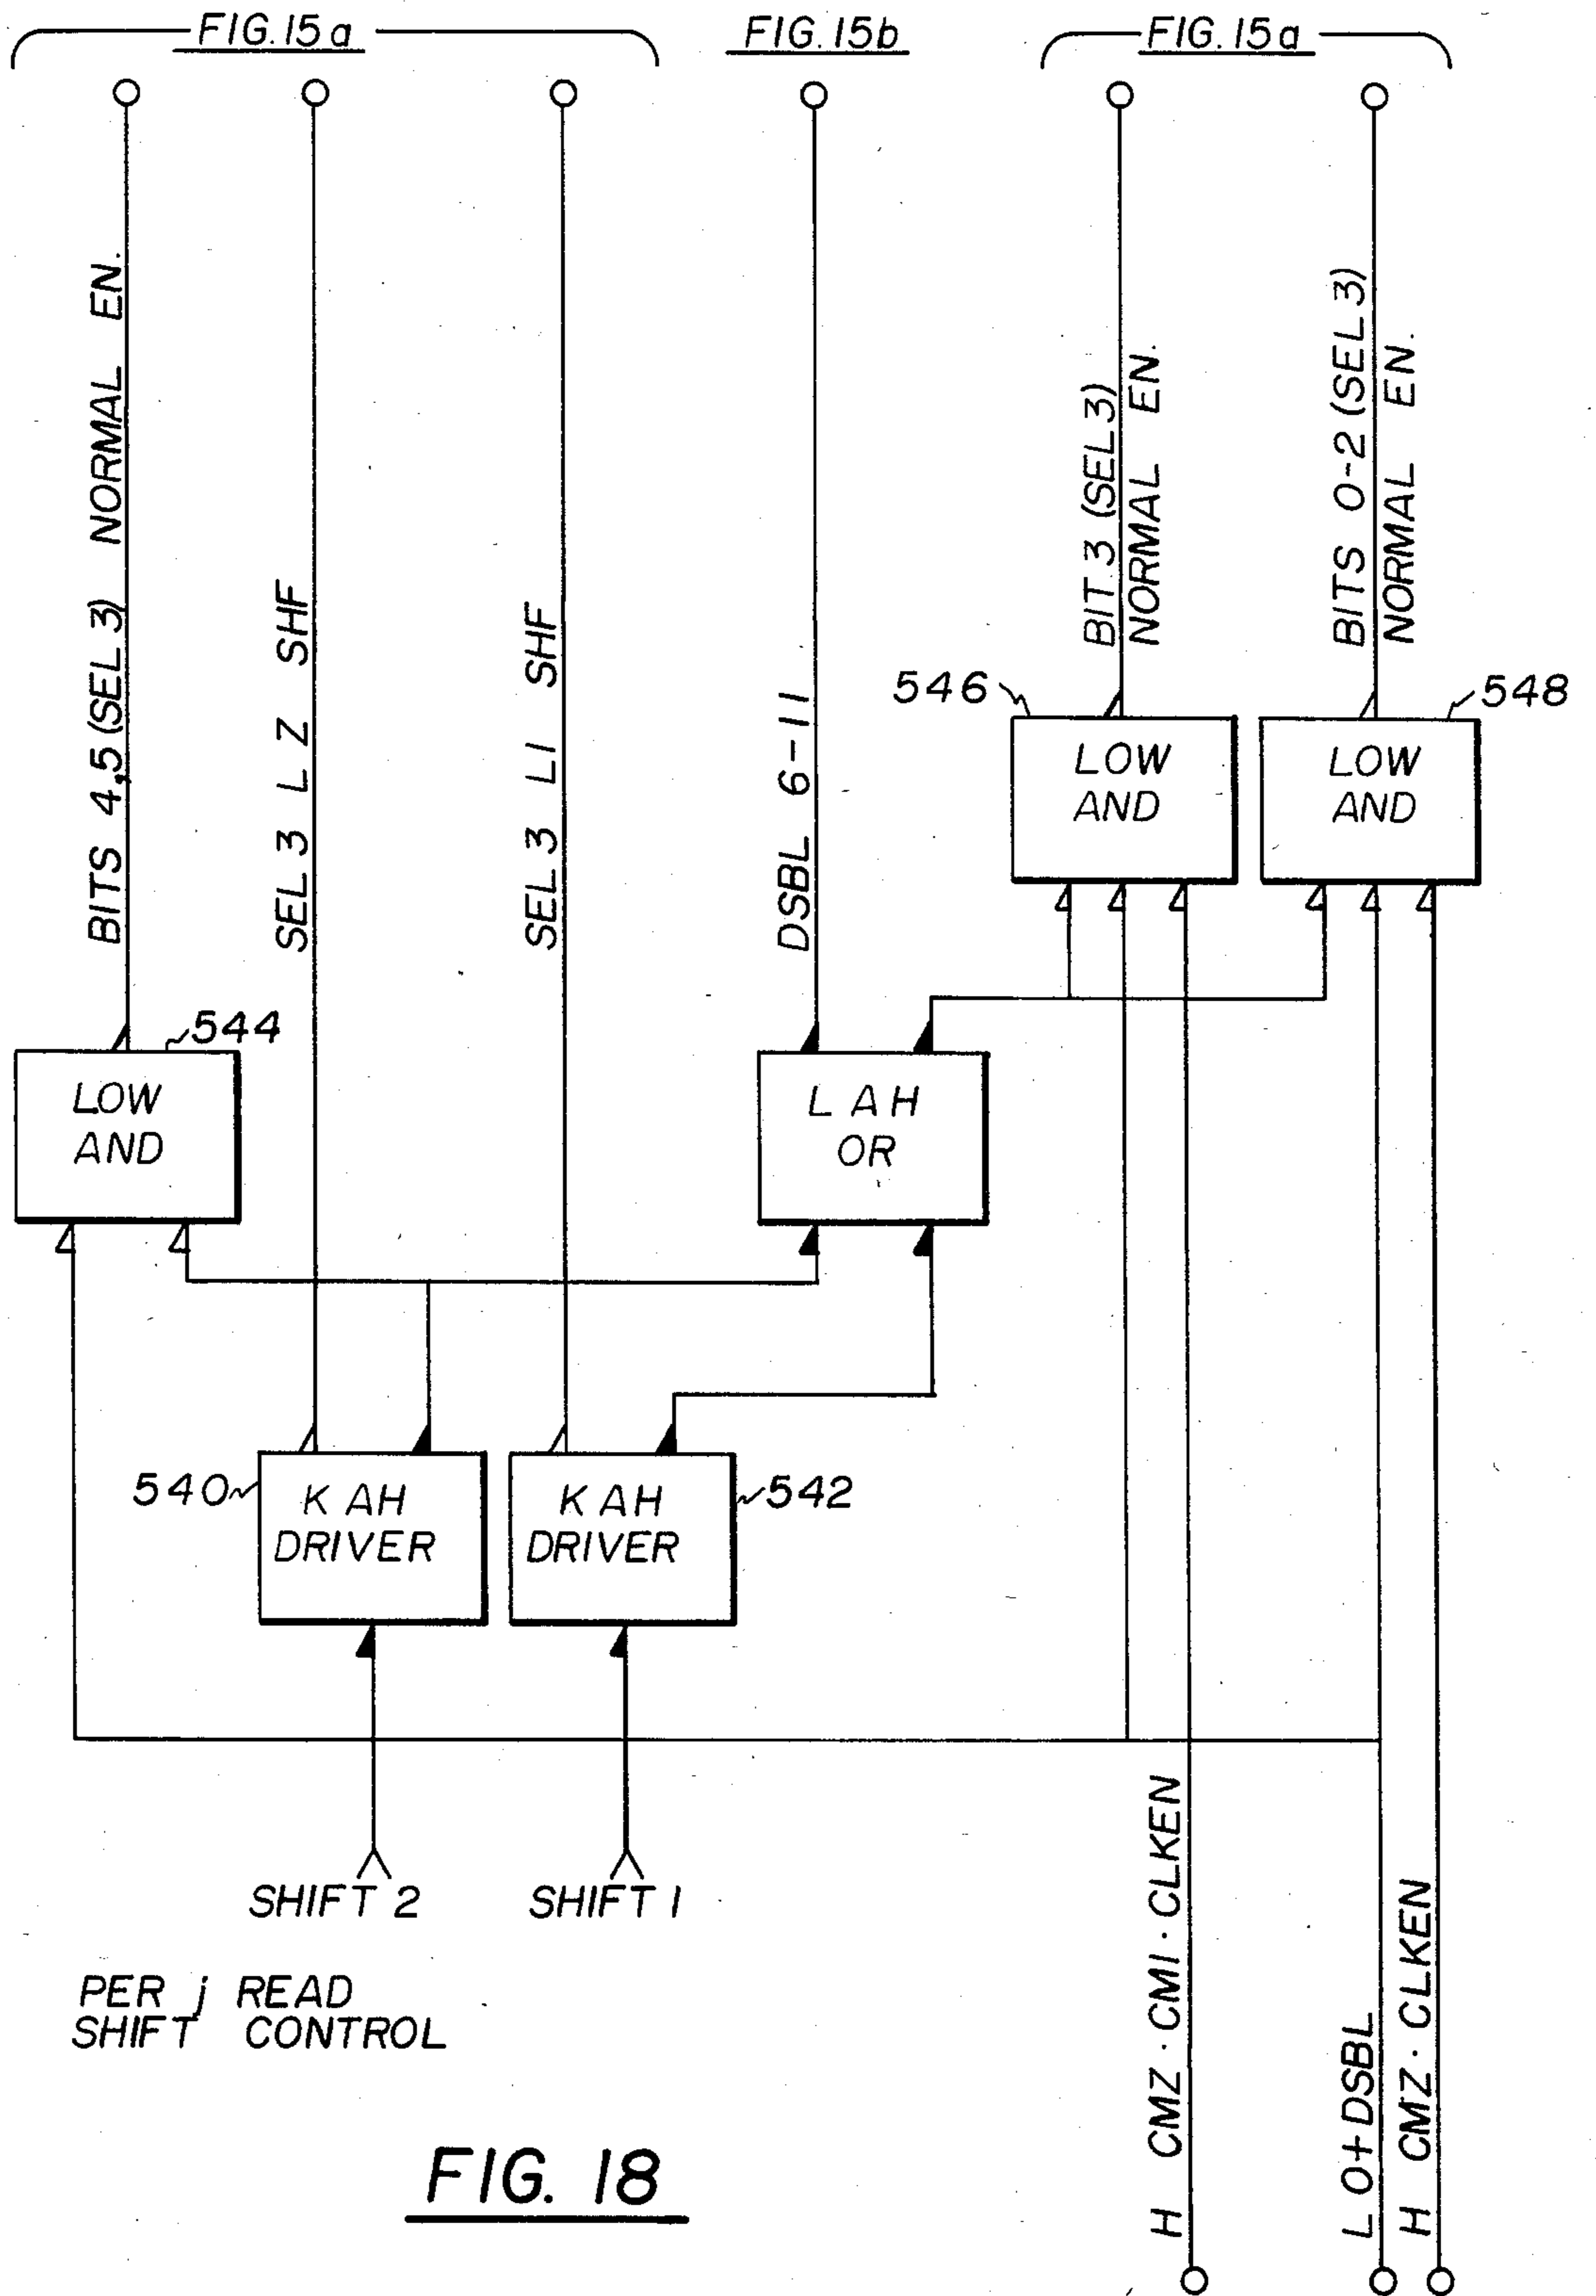 FIG. 15a
FIG. 15b
FIG. 15a
BITS 4,5 (SEL 3) NORMAL EN.
SEL 3 L Z SHF
SEL 3 L1 SHF
DSBL 6-11
BIT 3 (SEL 3)
NORMAL EN.
BITS 0-2 (SEL 3)
NORMAL EN.
546
LOW
AND
548
LOW
AND
544
LOW
AND
L AH
OR
540
K AH
DRIVER
542
K AH
DRIVER
SHIFT 2
SHIFT 1
H CMZ · CM1 · CLKEN
L O+DSBL
H CMZ · CLKEN
PER j READ
SHIFT CONTROL
FIG. 18